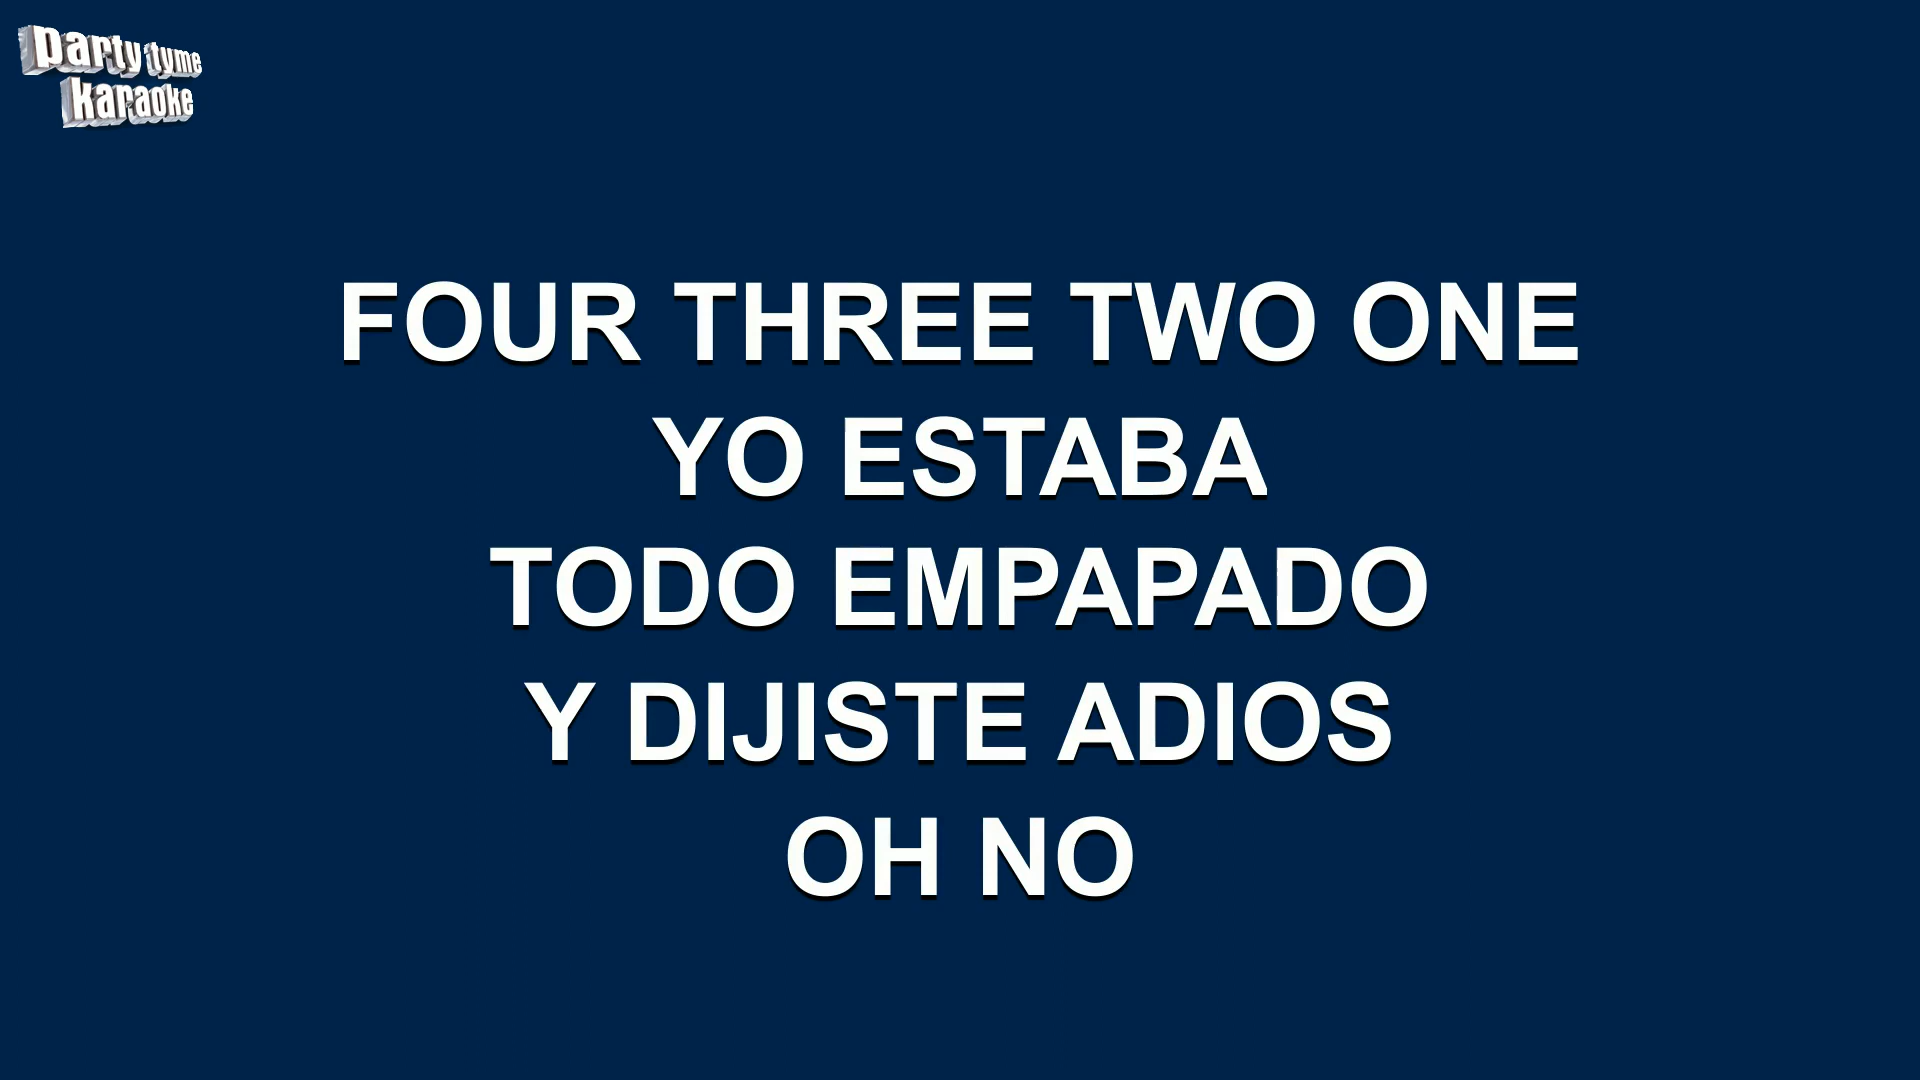 party tyme
karaoke
FOUR THREE TWO ONE
YO ESTABA
TODO EMPAPADO
Y DIJISTE ADIOS
OH NO